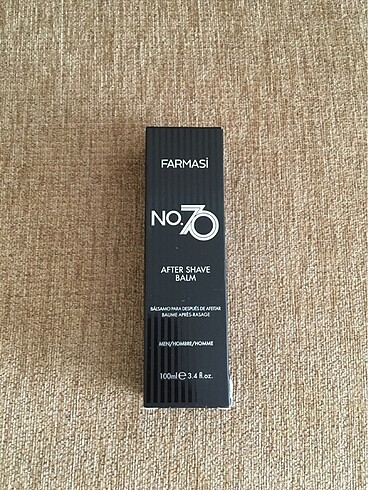 FARMASİ
No.70
AFTER SHAVE
BALM
BÁLSAMO PARA DESPUÉS DE AFEITAR
BAUME APRÈS-RASAGE
MEN/HOMBRE/HOMME
100ml ℮ 3.4 fl.oz.